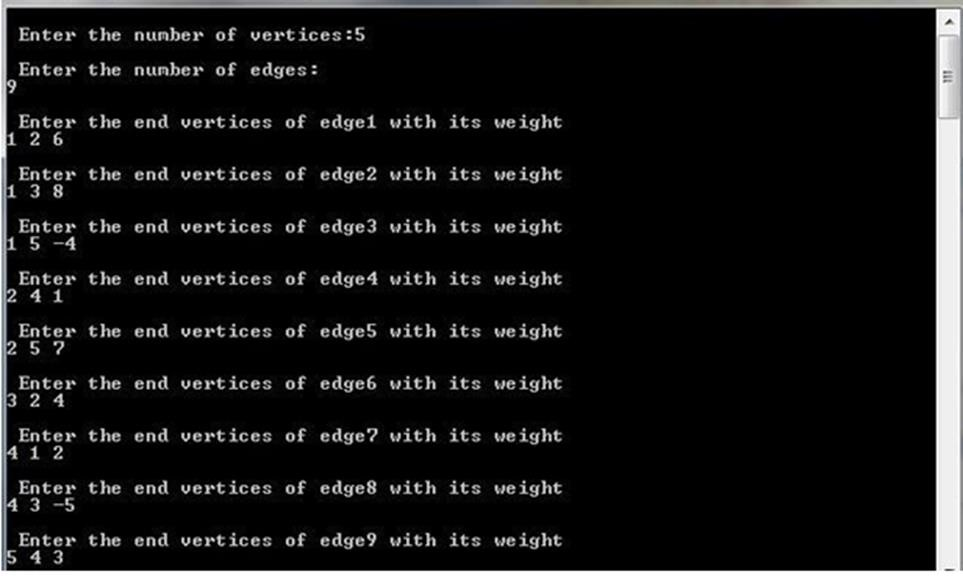 Enter the number of vertices:5
Enter the number of edges:
9
Enter the end vertices of edge1 with its weight
1 2 6
Enter the end vertices of edge2 with its weight
1 3 8
Enter the end vertices of edge3 with its weight
1 5 -4
Enter the end vertices of edge4 with its weight
2 4 1
Enter the end vertices of edge5 with its weight
2 5 7
Enter the end vertices of edge6 with its weight
3 2 4
Enter the end vertices of edge7 with its weight
4 1 2
Enter the end vertices of edge8 with its weight
4 3 -5
Enter the end vertices of edge9 with its weight
5 4 3